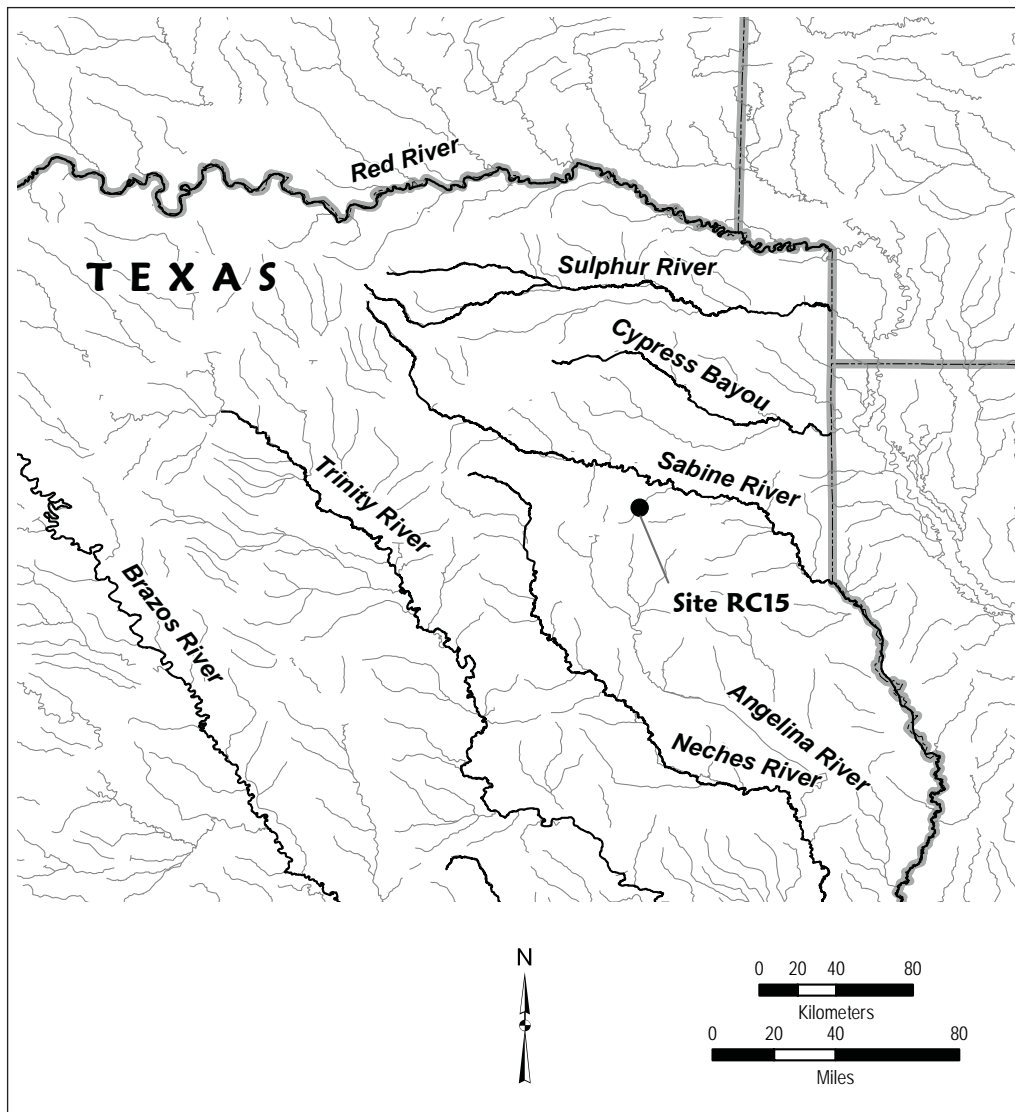 Red River
TEXAS
Sulphur River
Cypress Bayou
Sabine River
Trinity River
Brazos River
Site RC15
Angelina River
Neches River
N
0 20 40 80
Kilometers
0 20 40 80
Miles